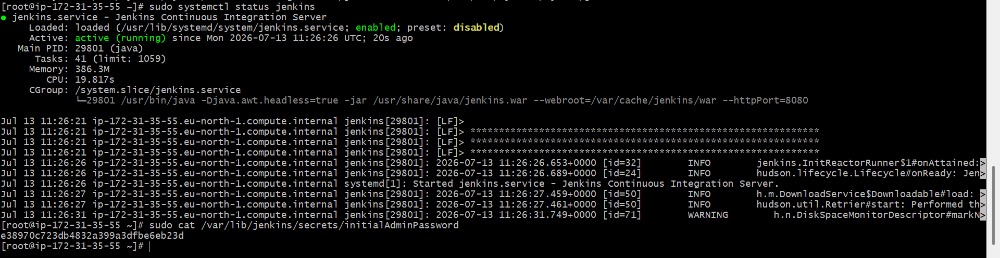 [root@ip-172-31-35-55 ~]# sudo systemctl status jenkins
● jenkins.service - Jenkins Continuous Integration Server
     Loaded: loaded (/usr/lib/systemd/system/jenkins.service; enabled; preset: disabled)
     Active: active (running) since Mon 2026-07-13 11:26:26 UTC; 20s ago
   Main PID: 29801 (java)
      Tasks: 41 (limit: 1059)
     Memory: 386.3M
        CPU: 19.817s
     CGroup: /system.slice/jenkins.service
             └─29801 /usr/bin/java -Djava.awt.headless=true -jar /usr/share/java/jenkins.war --webroot=/var/cache/jenkins/war --httpPort=8080
Jul 13 11:26:21 ip-172-31-35-55.eu-north-1.compute.internal jenkins[29801]: [LF]>
Jul 13 11:26:21 ip-172-31-35-55.eu-north-1.compute.internal jenkins[29801]: [LF]> *************************************************************
Jul 13 11:26:21 ip-172-31-35-55.eu-north-1.compute.internal jenkins[29801]: [LF]> *************************************************************
Jul 13 11:26:21 ip-172-31-35-55.eu-north-1.compute.internal jenkins[29801]: [LF]> *************************************************************
Jul 13 11:26:26 ip-172-31-35-55.eu-north-1.compute.internal jenkins[29801]: 2026-07-13 11:26:26.653+0000 [id=32]        INFO        jenkins.InitReactorRunner$1#onAttained:>
Jul 13 11:26:26 ip-172-31-35-55.eu-north-1.compute.internal jenkins[29801]: 2026-07-13 11:26:26.689+0000 [id=24]        INFO        hudson.lifecycle.Lifecycle#onReady: Jen>
Jul 13 11:26:26 ip-172-31-35-55.eu-north-1.compute.internal systemd[1]: Started jenkins.service - Jenkins Continuous Integration Server.
Jul 13 11:26:27 ip-172-31-35-55.eu-north-1.compute.internal jenkins[29801]: 2026-07-13 11:26:27.459+0000 [id=50]        INFO        h.m.DownloadService$Downloadable#load: >
Jul 13 11:26:27 ip-172-31-35-55.eu-north-1.compute.internal jenkins[29801]: 2026-07-13 11:26:27.461+0000 [id=50]        INFO        hudson.util.Retrier#start: Performed th>
Jul 13 11:26:31 ip-172-31-35-55.eu-north-1.compute.internal jenkins[29801]: 2026-07-13 11:26:31.749+0000 [id=71]        WARNING        h.n.DiskSpaceMonitorDescriptor#markN>
[root@ip-172-31-35-55 ~]# sudo cat /var/lib/jenkins/secrets/initialAdminPassword
e38970c723db4832a399a3dfbe6eb23d
[root@ip-172-31-35-55 ~]#